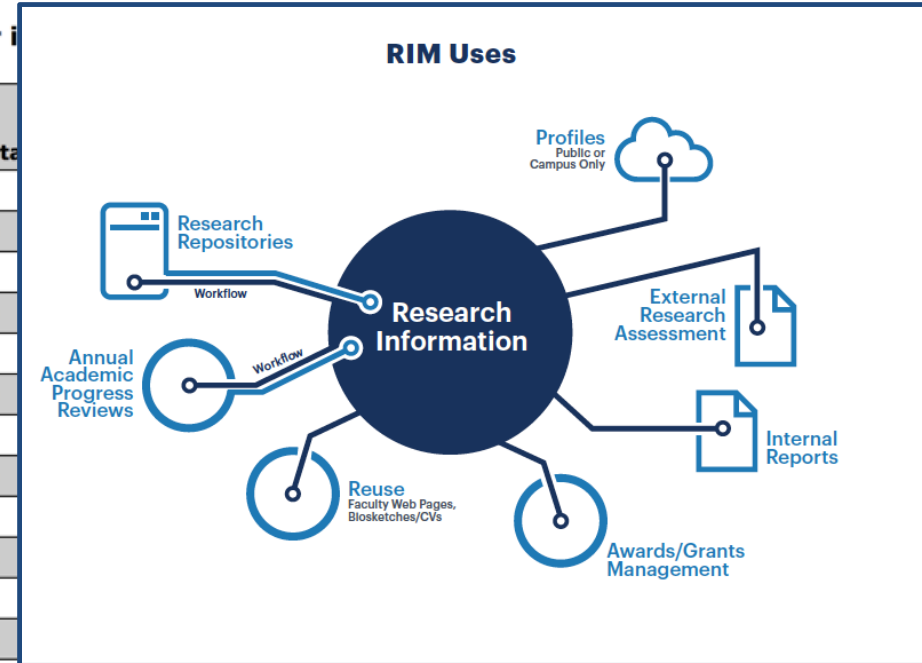 RIM Uses
Profiles
Public or
Campus Only
Research
Repositories
Workflow
External
Research
Assessment
Research
Information
Annual
Academic
Progress
Reviews
Workflow
Internal
Reports
Reuse
Faculty Web Pages,
Biosketches/CVs
Awards/Grants
Management